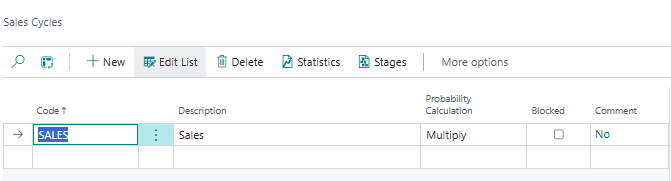 Sales Cycles
New Edit List Delete Statistics Stages More options
Probability
Code ↑ Description Calculation Blocked Comment
SALES Sales Multiply No